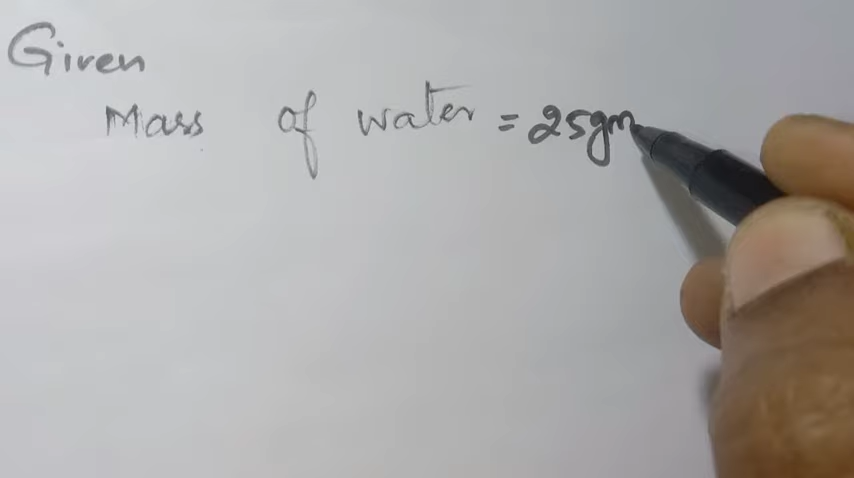 Given
Mass of water = 25gm